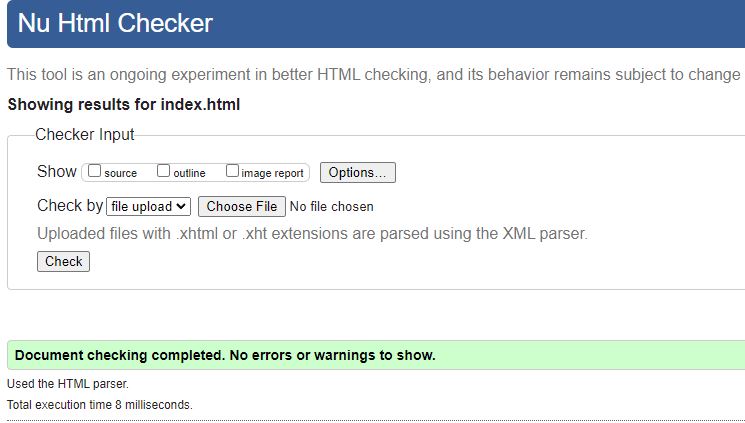 Nu Html Checker
This tool is an ongoing experiment in better HTML checking, and its behavior remains subject to change
Showing results for index.html
Checker Input
Show source outline image report Options...
Check by file upload Choose File No file chosen
Uploaded files with .xhtml or .xht extensions are parsed using the XML parser.
Check
Document checking completed. No errors or warnings to show.
Used the HTML parser.
Total execution time 8 milliseconds.